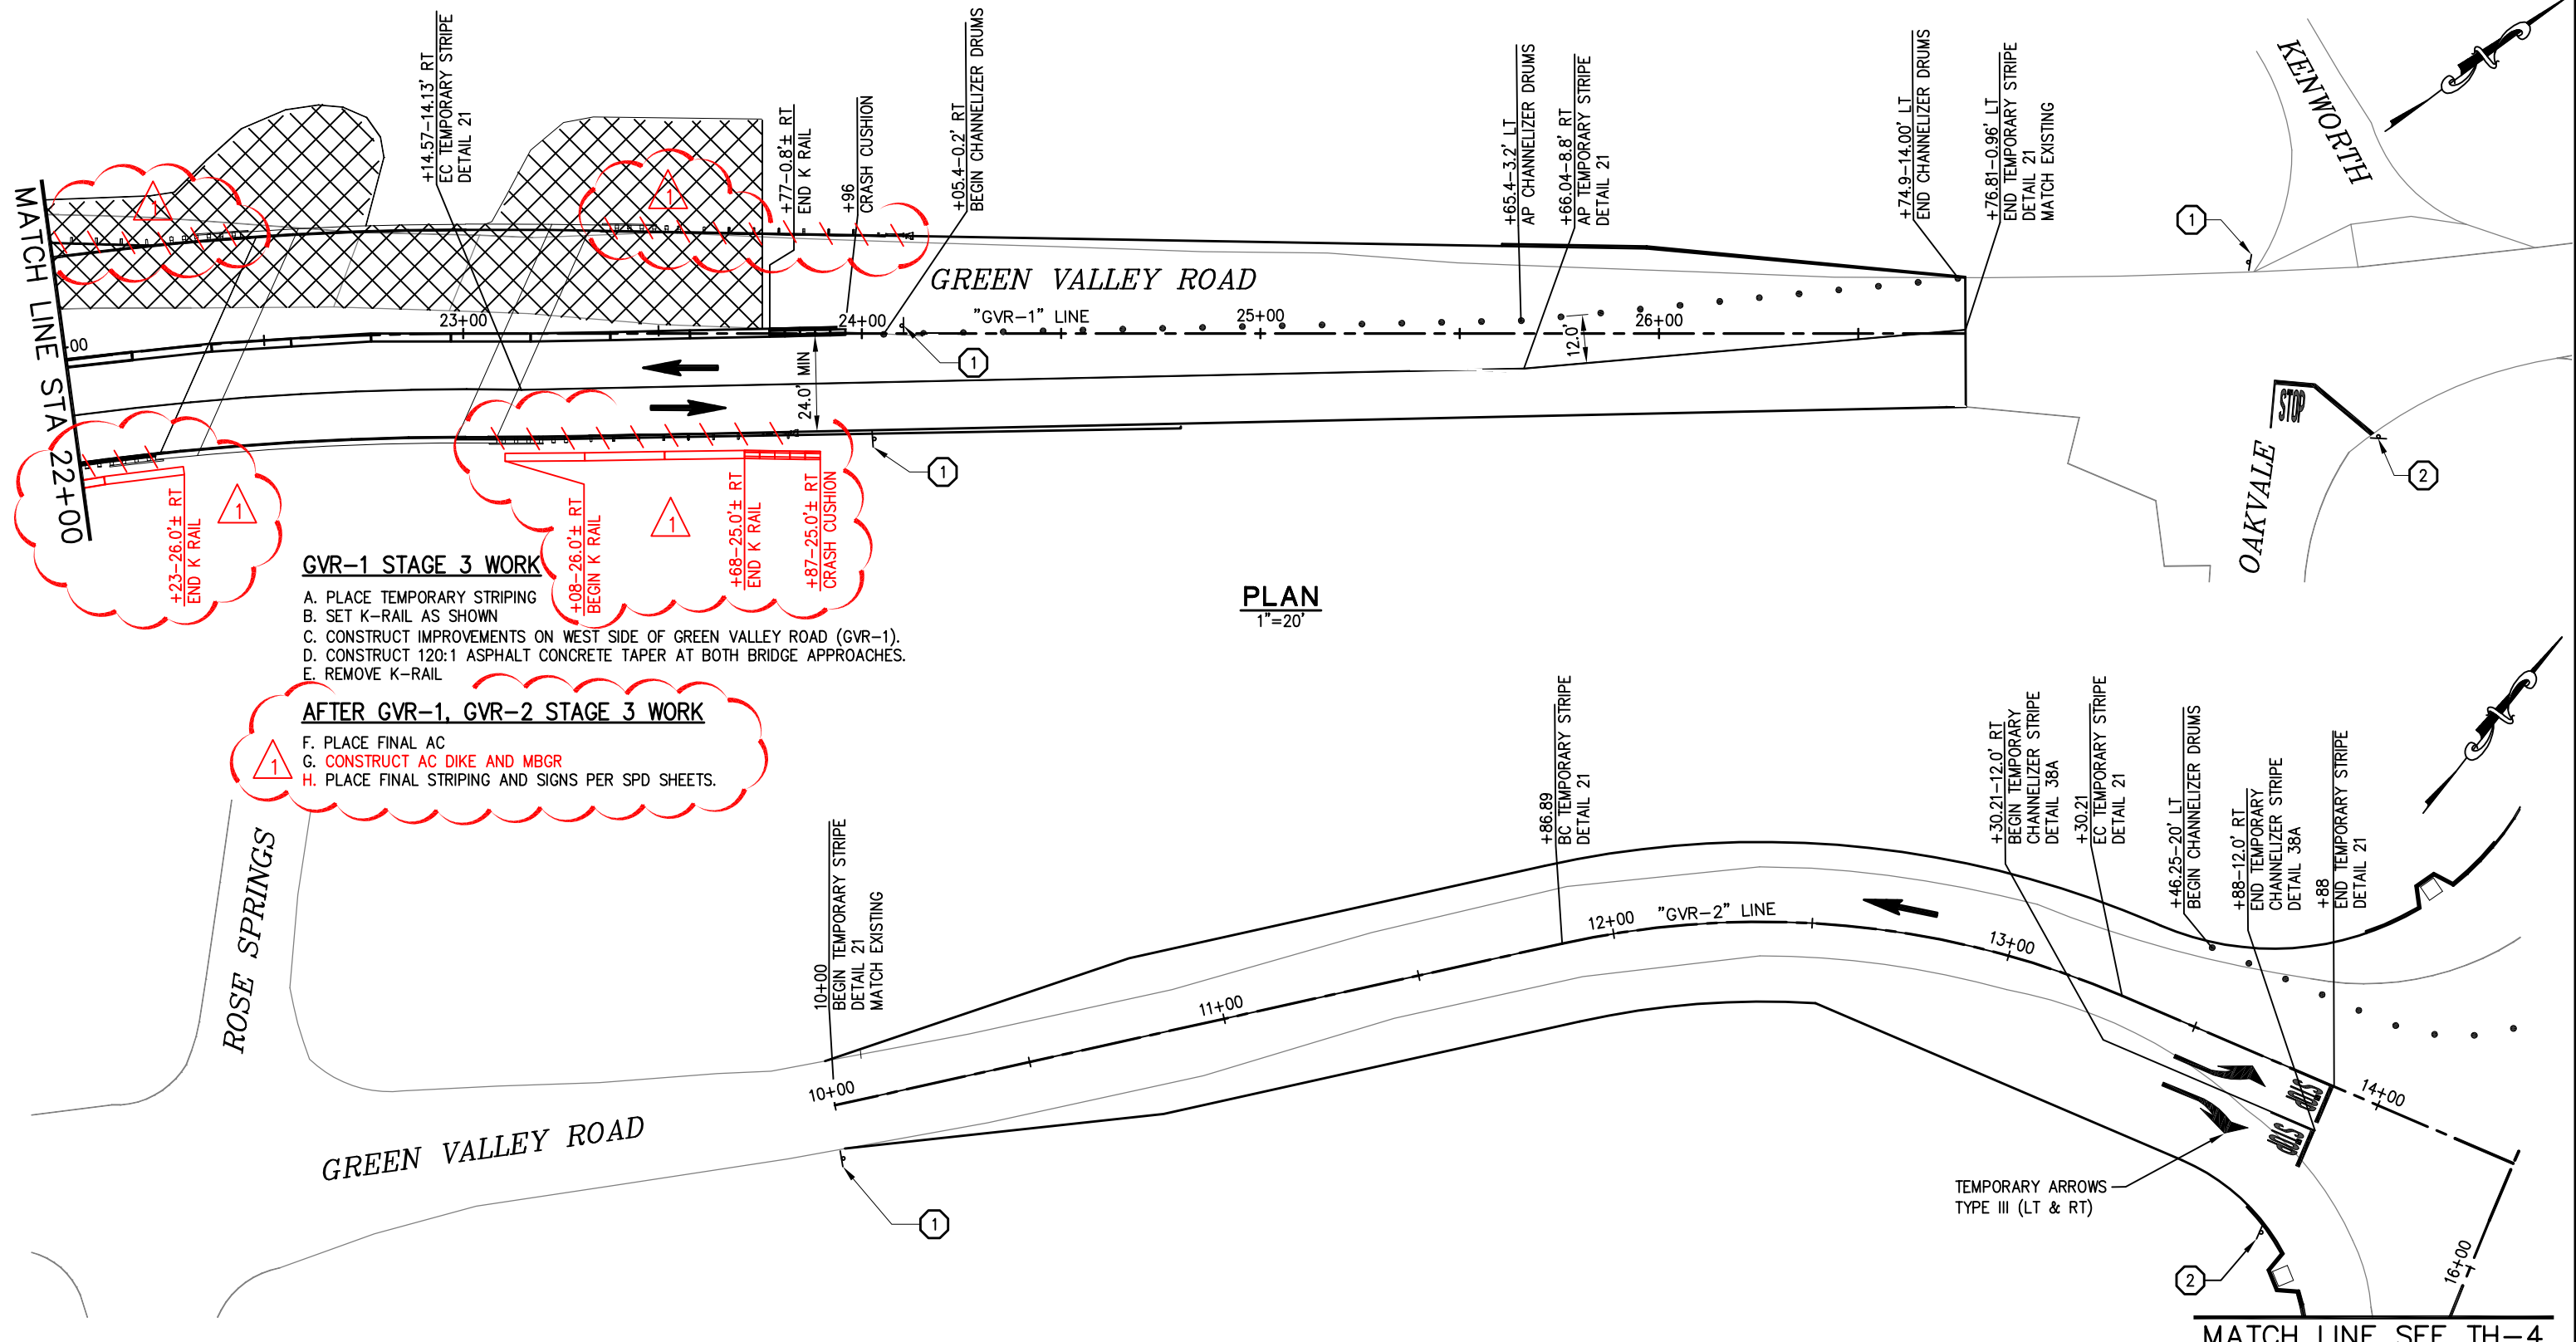 +14.57-14.13' RT
EC TEMPORARY STRIPE
DETAIL 21
+77-0.8'± RT
END K RAIL
+96
CRASH CUSHION
+05.4-0.2' RT
BEGIN CHANNELIZER DRUMS
+65.4-3.2' LT
AP CHANNELIZER DRUMS
+66.04-8.8' RT
AP TEMPORARY STRIPE
DETAIL 21
+74.9-14.00' LT
END CHANNELIZER DRUMS
+76.81-0.96' LT
END TEMPORARY STRIPE
DETAIL 21
MATCH EXISTING
KENWORTH
1
1
1
MATCH LINE STA 22+00
GREEN VALLEY ROAD
00
23+00
24+00
"GVR-1" LINE
25+00
26+00
12.0'
24.0' MIN
1
1
STOP
OAKVALE
2
+23-26.0'± RT
END K RAIL
1
+08-26.0'± RT
BEGIN K RAIL
1
+68-25.0'± RT
END K RAIL
+87-25.0'± RT
CRASH CUSHION
GVR-1 STAGE 3 WORK
A. PLACE TEMPORARY STRIPING
B. SET K-RAIL AS SHOWN
C. CONSTRUCT IMPROVEMENTS ON WEST SIDE OF GREEN VALLEY ROAD (GVR-1).
D. CONSTRUCT 120:1 ASPHALT CONCRETE TAPER AT BOTH BRIDGE APPROACHES.
E. REMOVE K-RAIL
PLAN
1"=20'
AFTER GVR-1, GVR-2 STAGE 3 WORK
F. PLACE FINAL AC
1
G. CONSTRUCT AC DIKE AND MBGR
H. PLACE FINAL STRIPING AND SIGNS PER SPD SHEETS.
ROSE SPRINGS
10+00
BEGIN TEMPORARY STRIPE
DETAIL 21
MATCH EXISTING
+86.89
BC TEMPORARY STRIPE
DETAIL 21
+30.21-12.0' RT
BEGIN TEMPORARY
CHANNELIZER STRIPE
DETAIL 38A
+30.21
EC TEMPORARY STRIPE
DETAIL 21
+46.25-20' LT
BEGIN CHANNELIZER DRUMS
+88-12.0' RT
END TEMPORARY
CHANNELIZER STRIPE
DETAIL 38A
+88
END TEMPORARY STRIPE
DETAIL 21
10+00
11+00
12+00
"GVR-2" LINE
13+00
14+00
STOP
STOP
GREEN VALLEY ROAD
1
TEMPORARY ARROWS
TYPE III (LT & RT)
2
16+00
MATCH LINE SEE TH-4